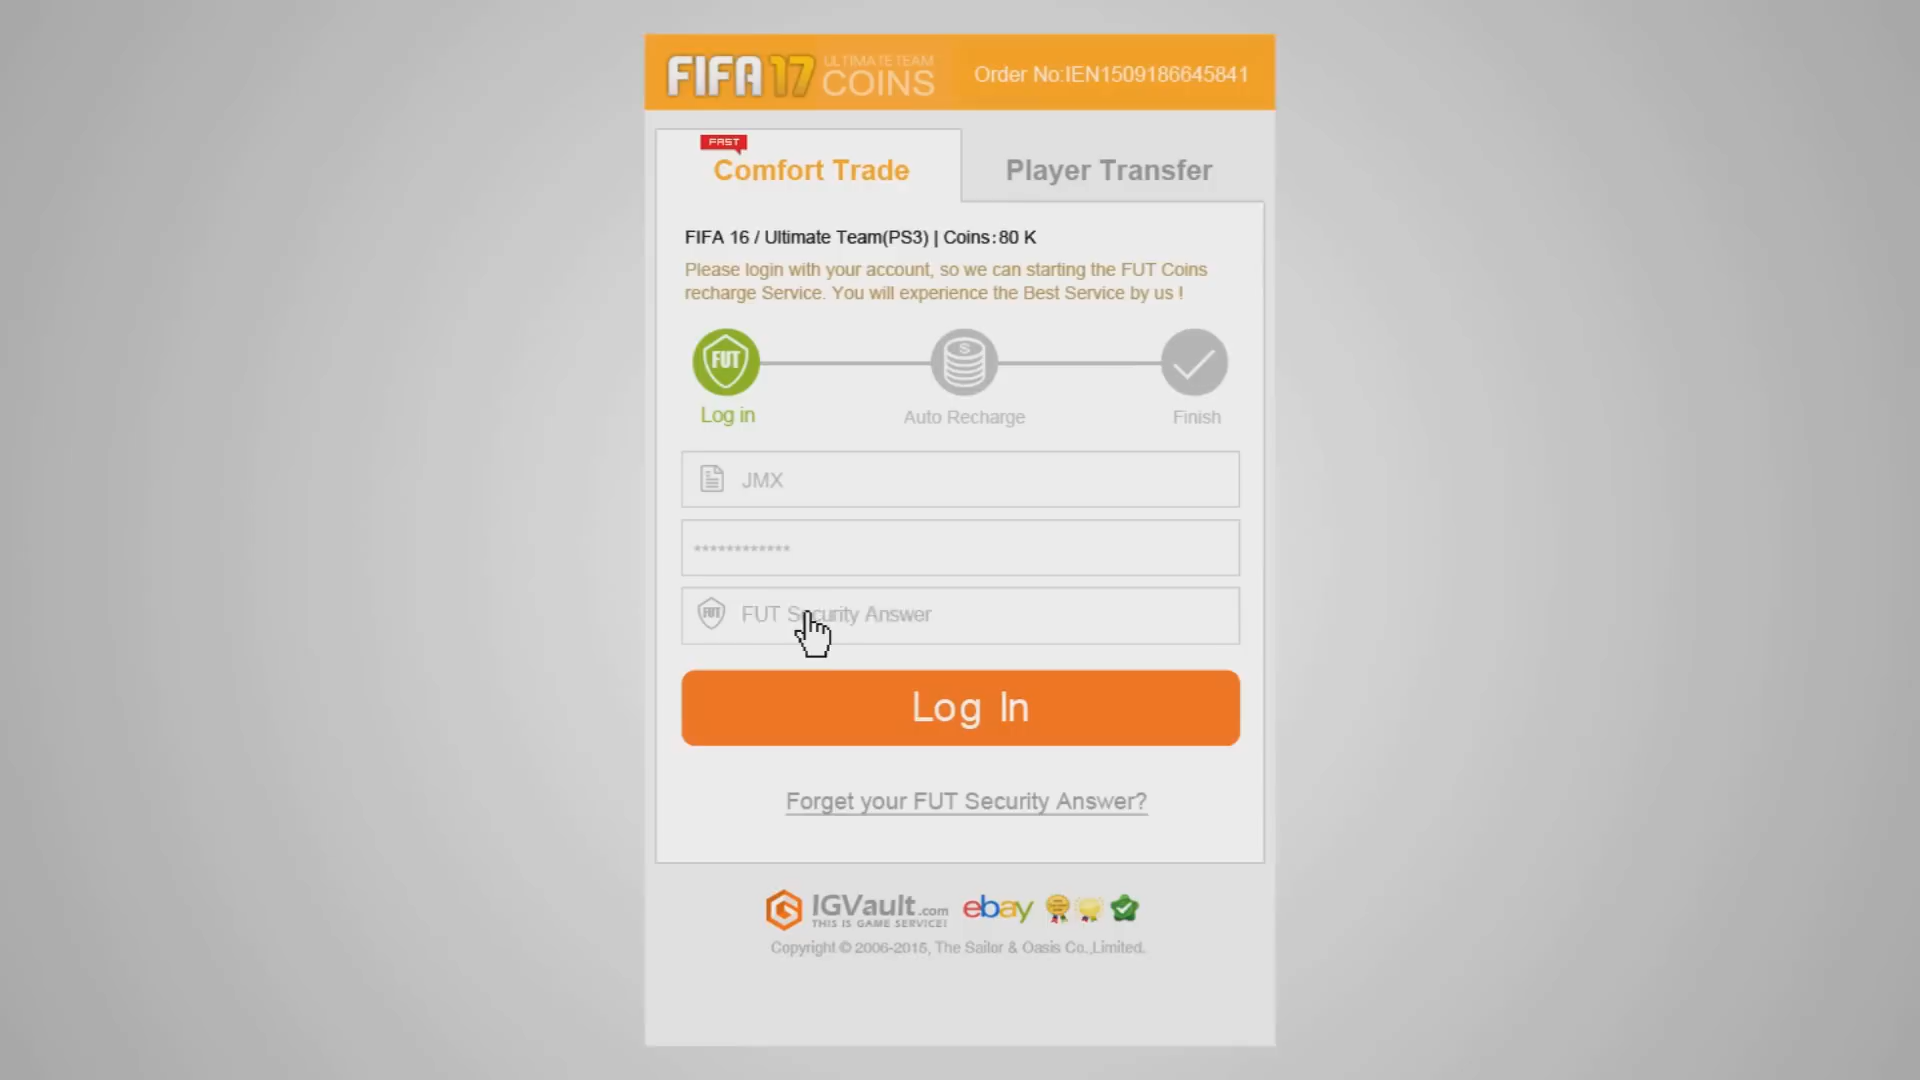 FIFA 17 ULTIMATE TEAM COINS
Order No:IEN1509186645841
FAST
Comfort Trade
Player Transfer
FIFA 16 / Ultimate Team(PS3) | Coins:80 K
Please login with your account, so we can starting the FUT Coins
recharge Service. You will experience the Best Service by us !
FUT
S
Log in
Auto Recharge
Finish
JMX
************
FUT
FUT Security Answer
Log In
Forget your FUT Security Answer?
IGVault.com
THIS IS GAME SERVICE!
ebay
Copyright © 2006-2015, The Sailor & Oasis Co.,Limited.